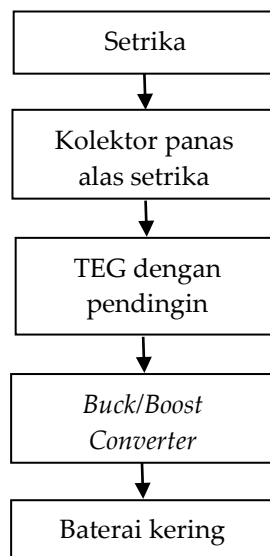 Setrika
Kolektor panas
alas setrika
TEG dengan
pendingin
Buck/Boost
Converter
Baterai kering